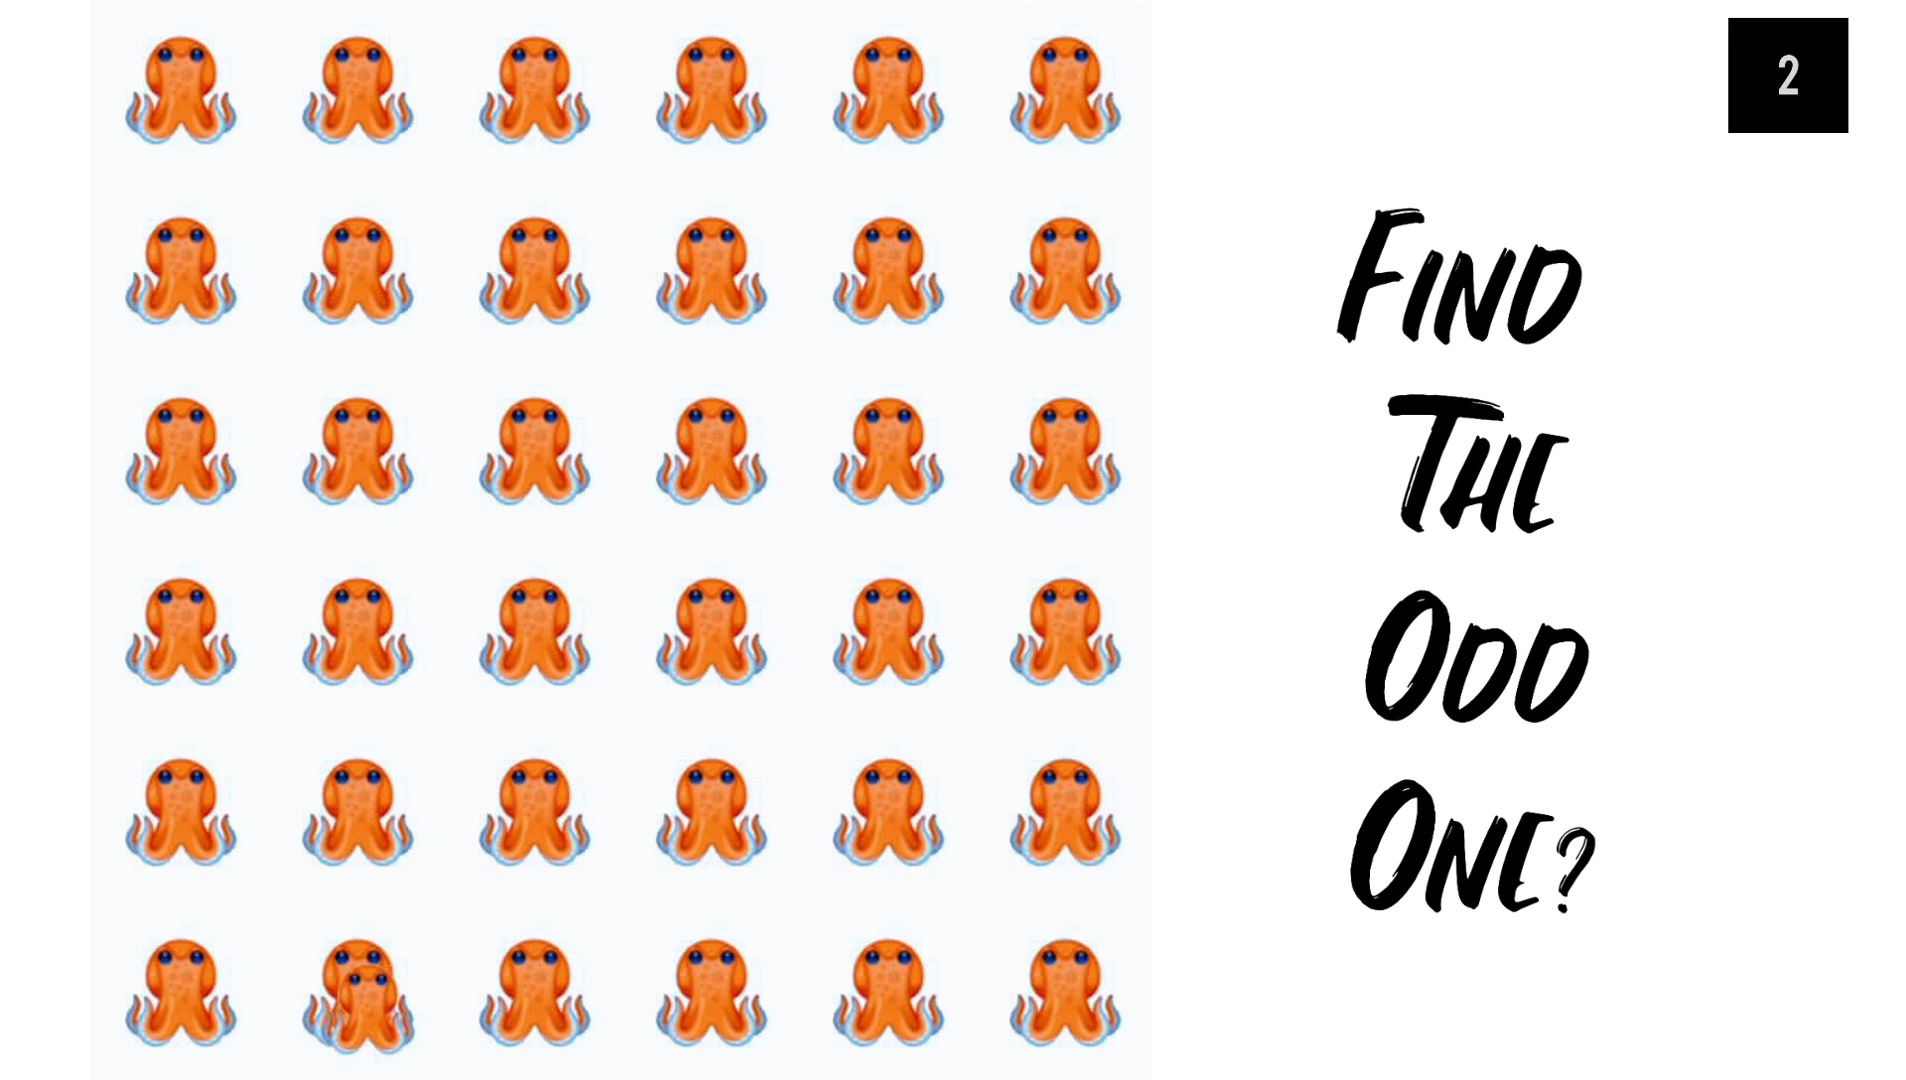 2
FIND
THE
ODD
ONE?